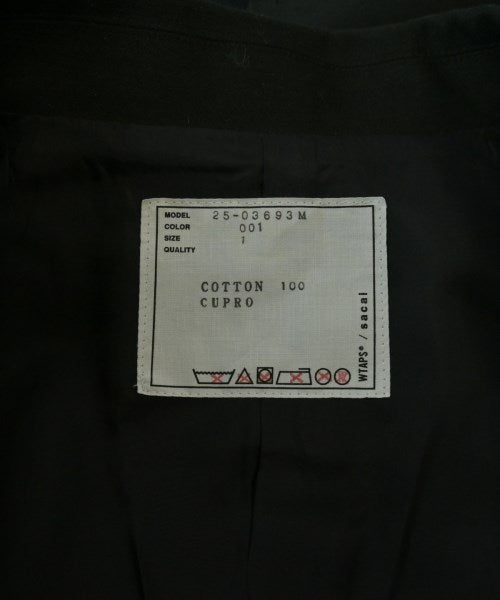 MODEL 25-03693M
COLOR 001
SIZE 1
QUALITY
COTTON 100
CUPRO
WTAPS® / sacai